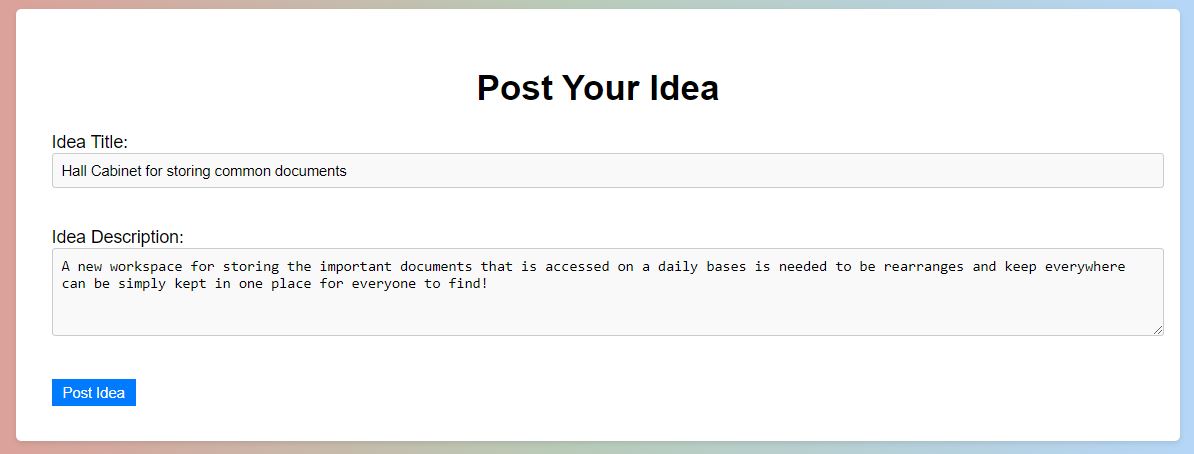 Post Your Idea
Idea Title:
Hall Cabinet for storing common documents
Idea Description:
A new workspace for storing the important documents that is accessed on a daily bases is needed to be rearranges and keep everywhere
can be simply kept in one place for everyone to find!
Post Idea